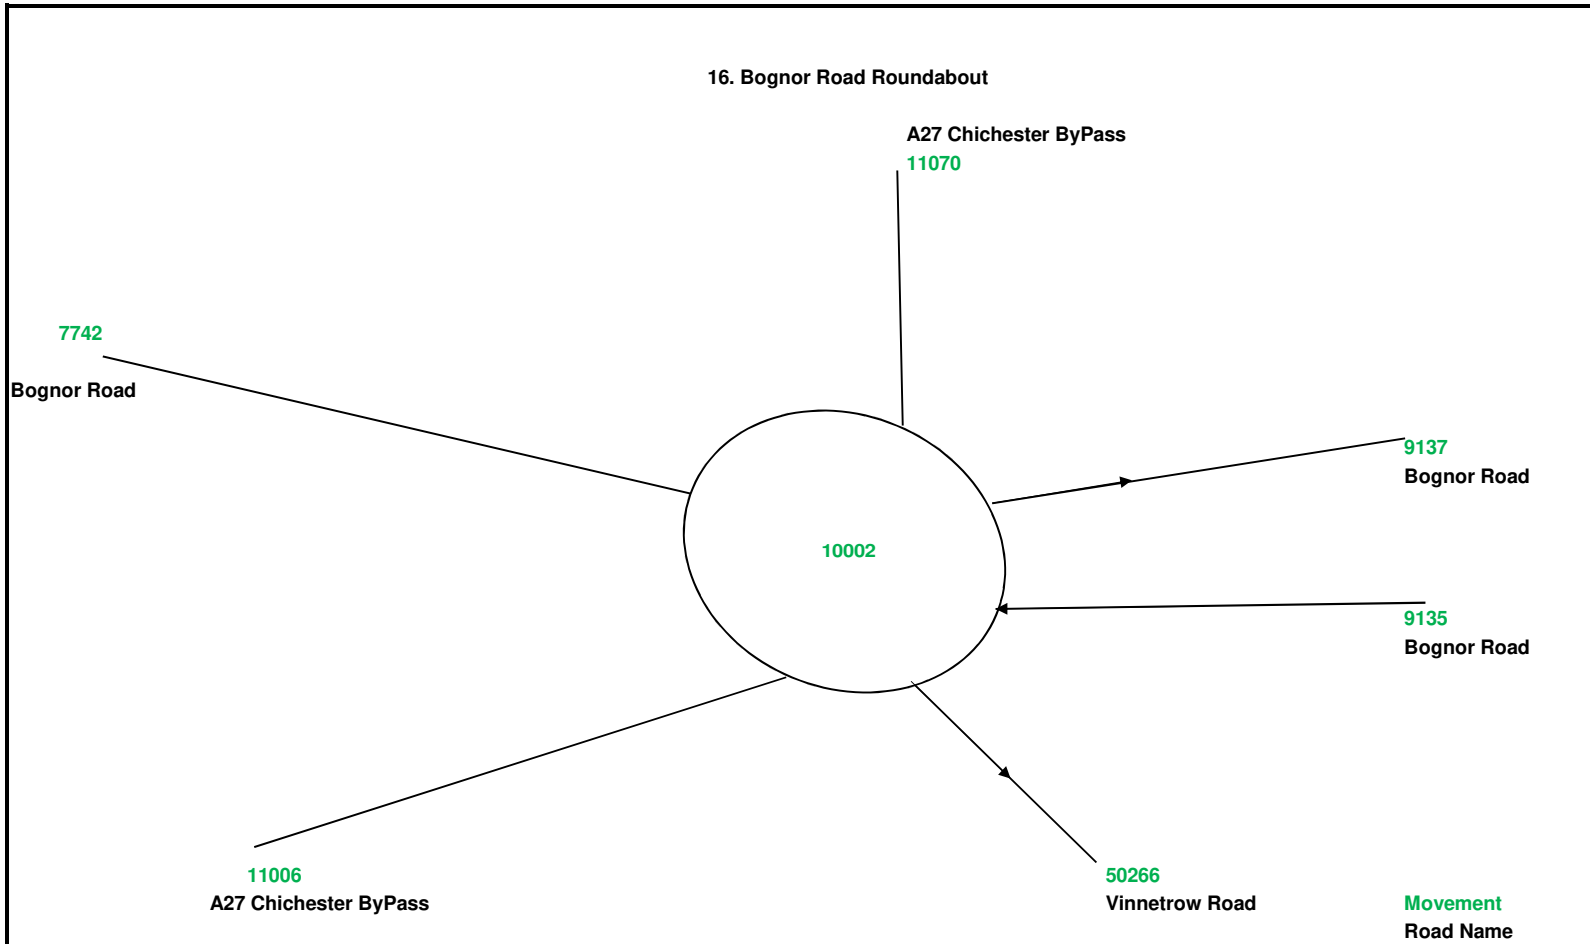 16. Bognor Road Roundabout
A27 Chichester ByPass
11070
7742
Bognor Road
9137
Bognor Road
10002
9135
Bognor Road
11006
A27 Chichester ByPass
50266
Vinnetrow Road
Movement
Road Name